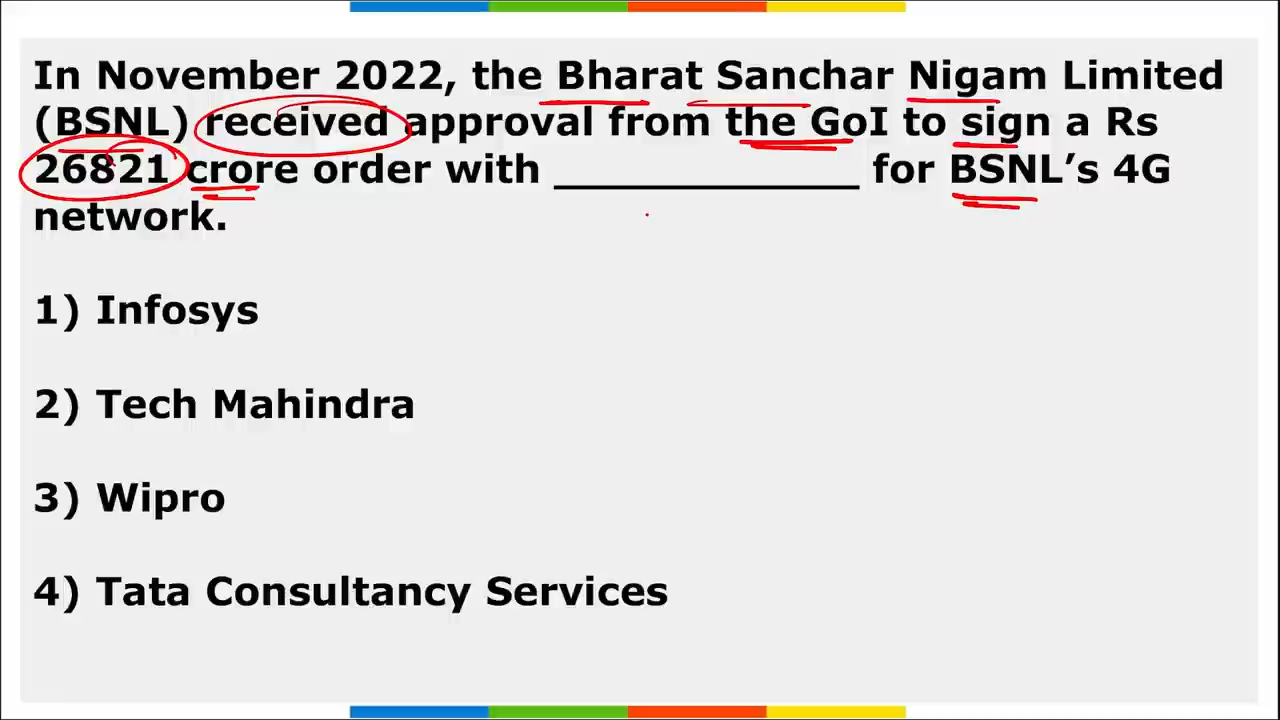 In November 2022, the Bharat Sanchar Nigam Limited
(BSNL) received approval from the GoI to sign a Rs
26821 crore order with _______________ for BSNL’s 4G
network.
1) Infosys
2) Tech Mahindra
3) Wipro
4) Tata Consultancy Services